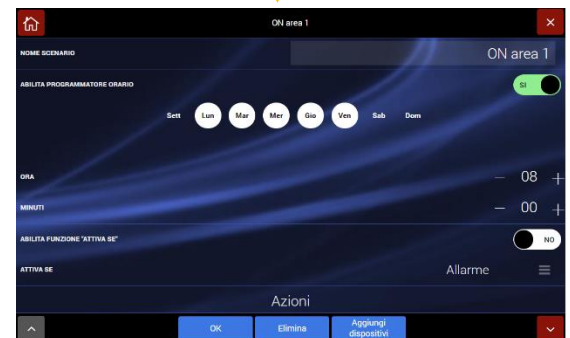 ON area 1
NOME SCENARIO ON area 1
ABILITA PROGRAMMATORE ORARIO SI
Sett Lun Mar Mer Gio Ven Sab Dom
ORA − 08 +
MINUTI − 00 +
ABILITA FUNZIONE "ATTIVA SE" NO
ATTIVA SE Allarme
Azioni
OK Elimina Aggiungi
dispositivi